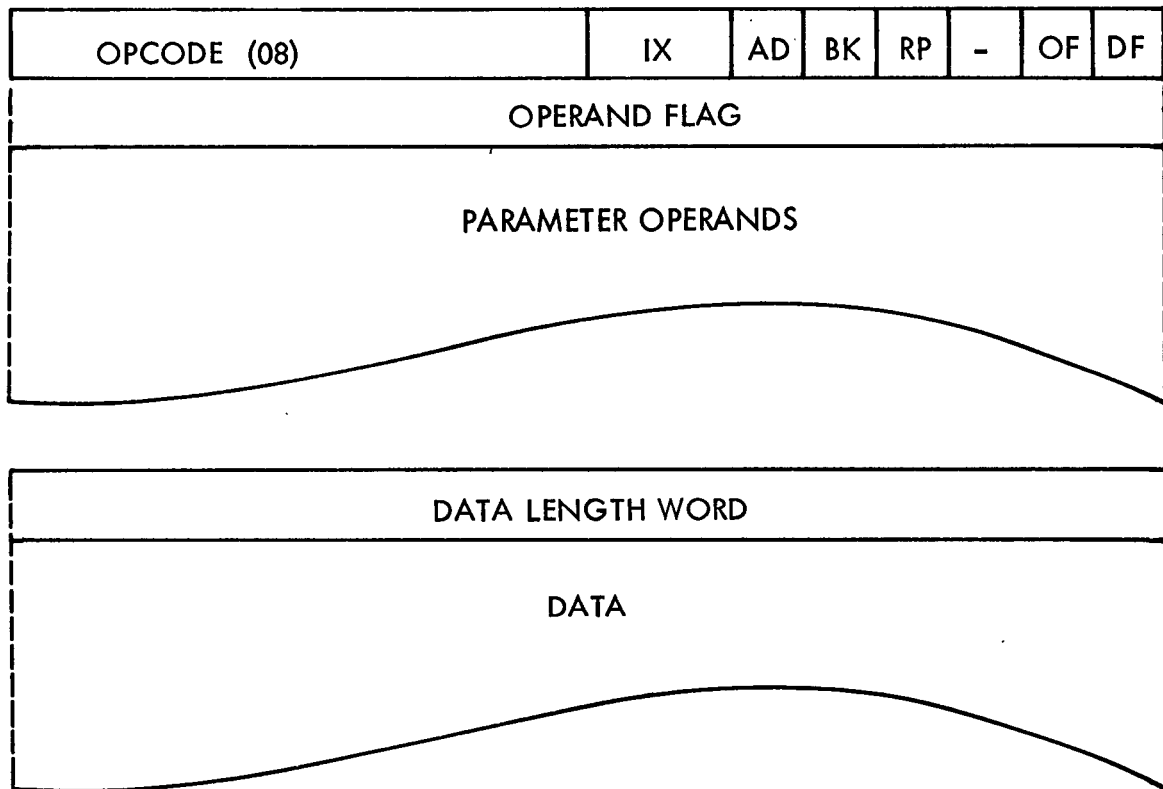 OPCODE (08) IX AD BK RP - OF DF
OPERAND FLAG
PARAMETER OPERANDS
DATA LENGTH WORD
DATA